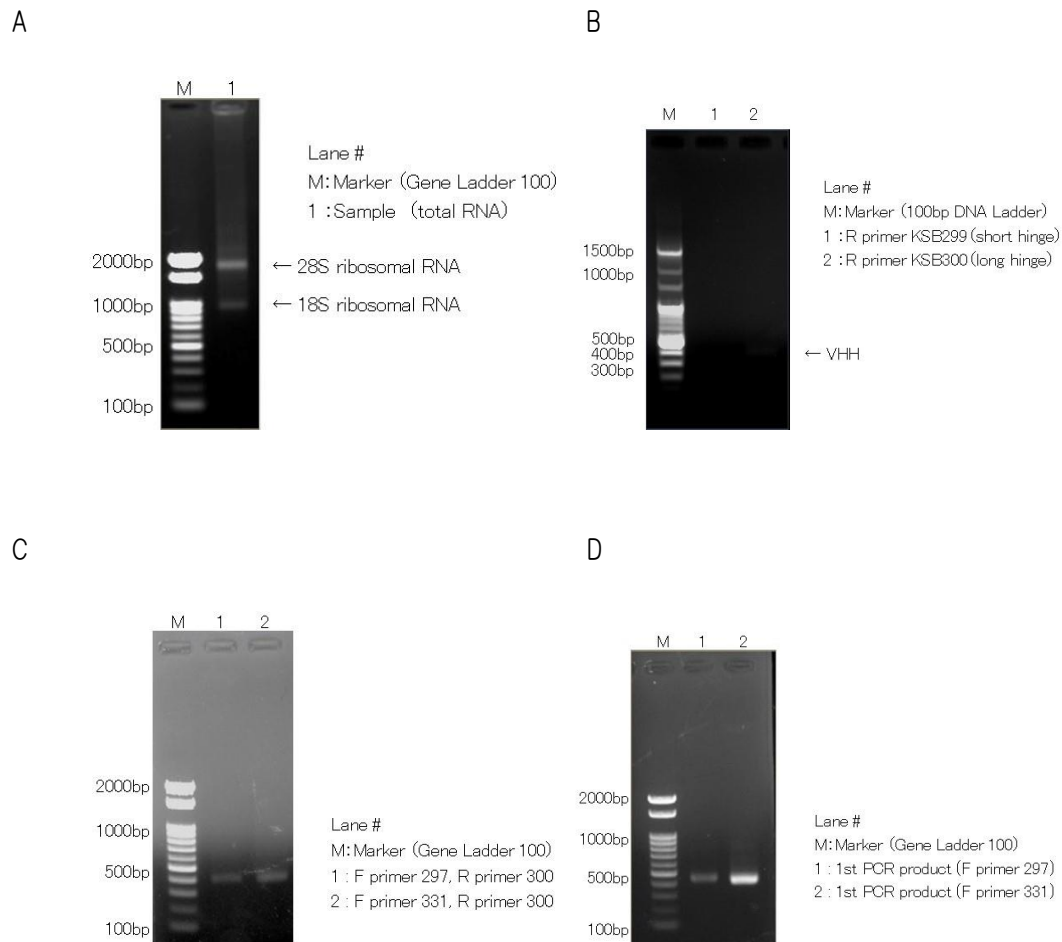 A
M 1
Lane #
M:Marker (Gene Ladder 100)
1 :Sample (total RNA)
2000bp
← 28S ribosomal RNA
1000bp
← 18S ribosomal RNA
500bp
100bp
B
M 1 2
Lane #
M:Marker (100bp DNA Ladder)
1 :R primer KSB299 (short hinge)
2 :R primer KSB300 (long hinge)
1500bp
1000bp
500bp
400bp
← VHH
300bp
C
M 1 2
2000bp
1000bp
500bp
100bp
Lane #
M:Marker (Gene Ladder 100)
1 : F primer 297, R primer 300
2 : F primer 331, R primer 300
D
M 1 2
2000bp
1000bp
500bp
100bp
Lane #
M:Marker (Gene Ladder 100)
1 : 1st PCR product (F primer 297)
2 : 1st PCR product (F primer 331)